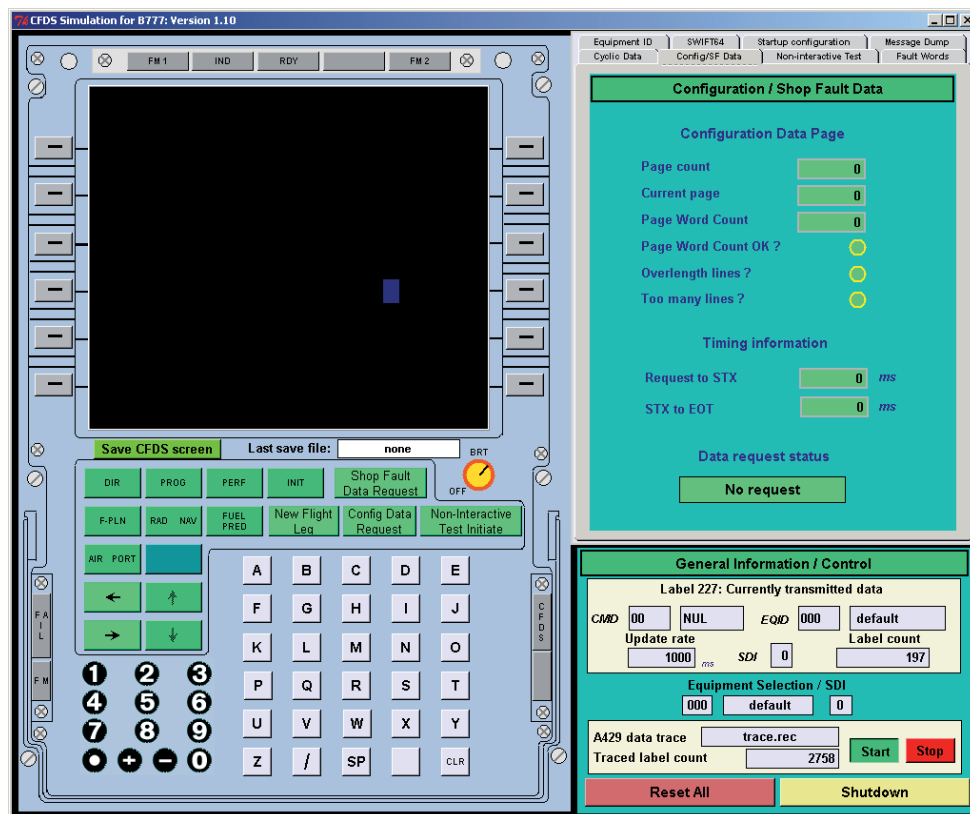 CFDS Simulation for B777: Version 1.10
FM 1 IND RDY FM 2
Save CFDS screen Last save file: none BRT
OFF
DIR PROG PERF INIT Shop Fault Data Request
F-PLN RAD NAV FUEL PRED New Flight Leg Config Data Request Non-Interactive Test Initiate
AIR PORT
← ↑
→ ↓
FAIL
FM
CFDS
A B C D E
F G H I J
K L M N O
P Q R S T
U V W X Y
Z / SP CLR
1 2 3
4 5 6
7 8 9
• + - 0
Equipment ID SWIFT64 Startup configuration Message Dump
Cyclic Data Config/SF Data Non-interactive Test Fault Words
Configuration / Shop Fault Data
Configuration Data Page
Page count 0
Current page 0
Page Word Count 0
Page Word Count OK ?
Overlength lines ?
Too many lines ?
Timing information
Request to STX 0 ms
STX to EOT 0 ms
Data request status
No request
General Information / Control
Label 227: Currently transmitted data
CMD 00 NUL EQID 000 default
Update rate Label count
1000 ms SDI 0 197
Equipment Selection / SDI
000 default 0
A429 data trace trace.rec
Traced label count 2758 Start Stop
Reset All Shutdown